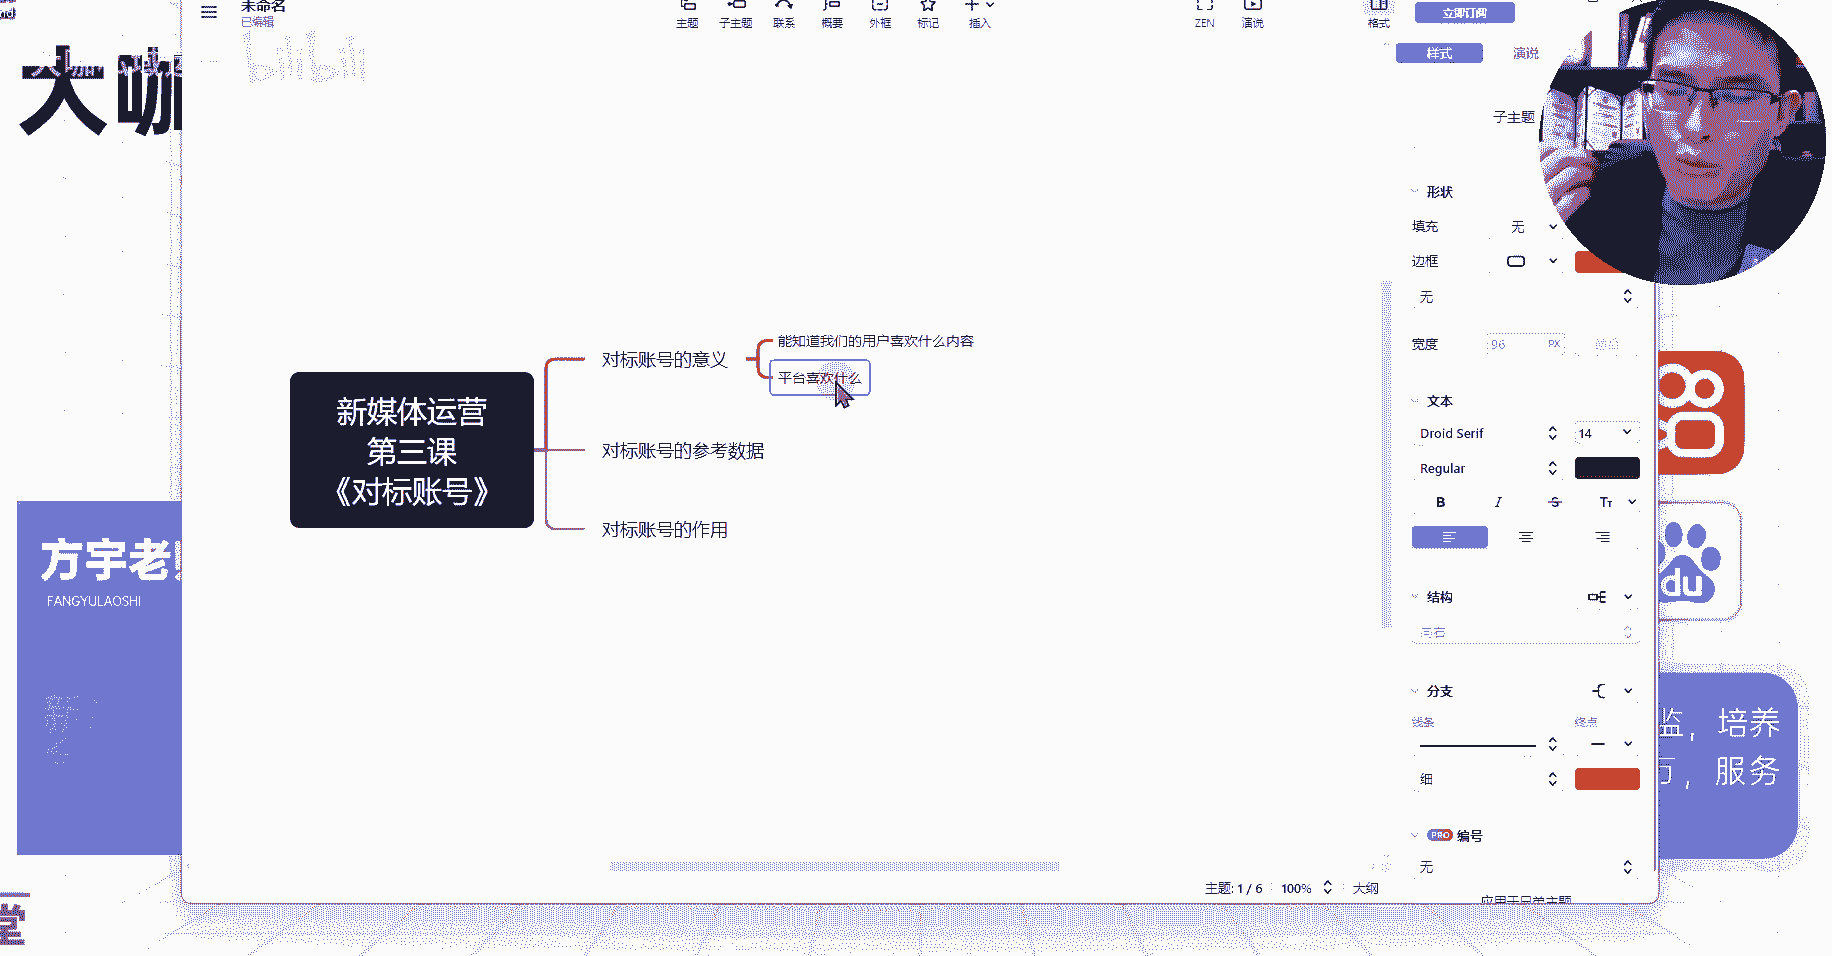 未命名
已编辑
主题
子主题
联系
概要
外框
标记
插入
ZEN
演说
格式
立即订阅
bilibili
样式
演说
大咖
子主题
形状
填充
无
边框
无
宽度
96
PX
文本
Droid Serif
14
Regular
B
I
S
Tт
能知道我们的用户喜欢什么内容
对标账号的意义
平台喜欢什么
新媒体运营
第三课
《对标账号》
对标账号的参考数据
对标账号的作用
方宇老
FANGYULAOSHI
du
结构
向右
分支
线条
终点
细
监，培养
万，服务
PRO
编号
无
主题: 1 / 6
100%
大纲
应用于兄弟主题
堂